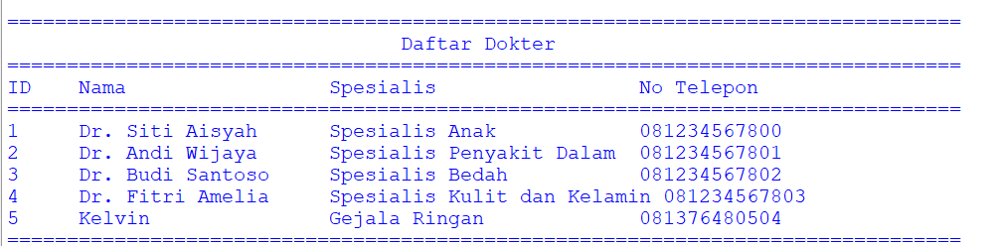 ================================================================================
                                 Daftar Dokter
================================================================================
ID    Nama                 Spesialis                 No Telepon
================================================================================
1     Dr. Siti Aisyah      Spesialis Anak            081234567800
2     Dr. Andi Wijaya      Spesialis Penyakit Dalam  081234567801
3     Dr. Budi Santoso     Spesialis Bedah           081234567802
4     Dr. Fitri Amelia     Spesialis Kulit dan Kelamin 081234567803
5     Kelvin               Gejala Ringan             081376480504
================================================================================